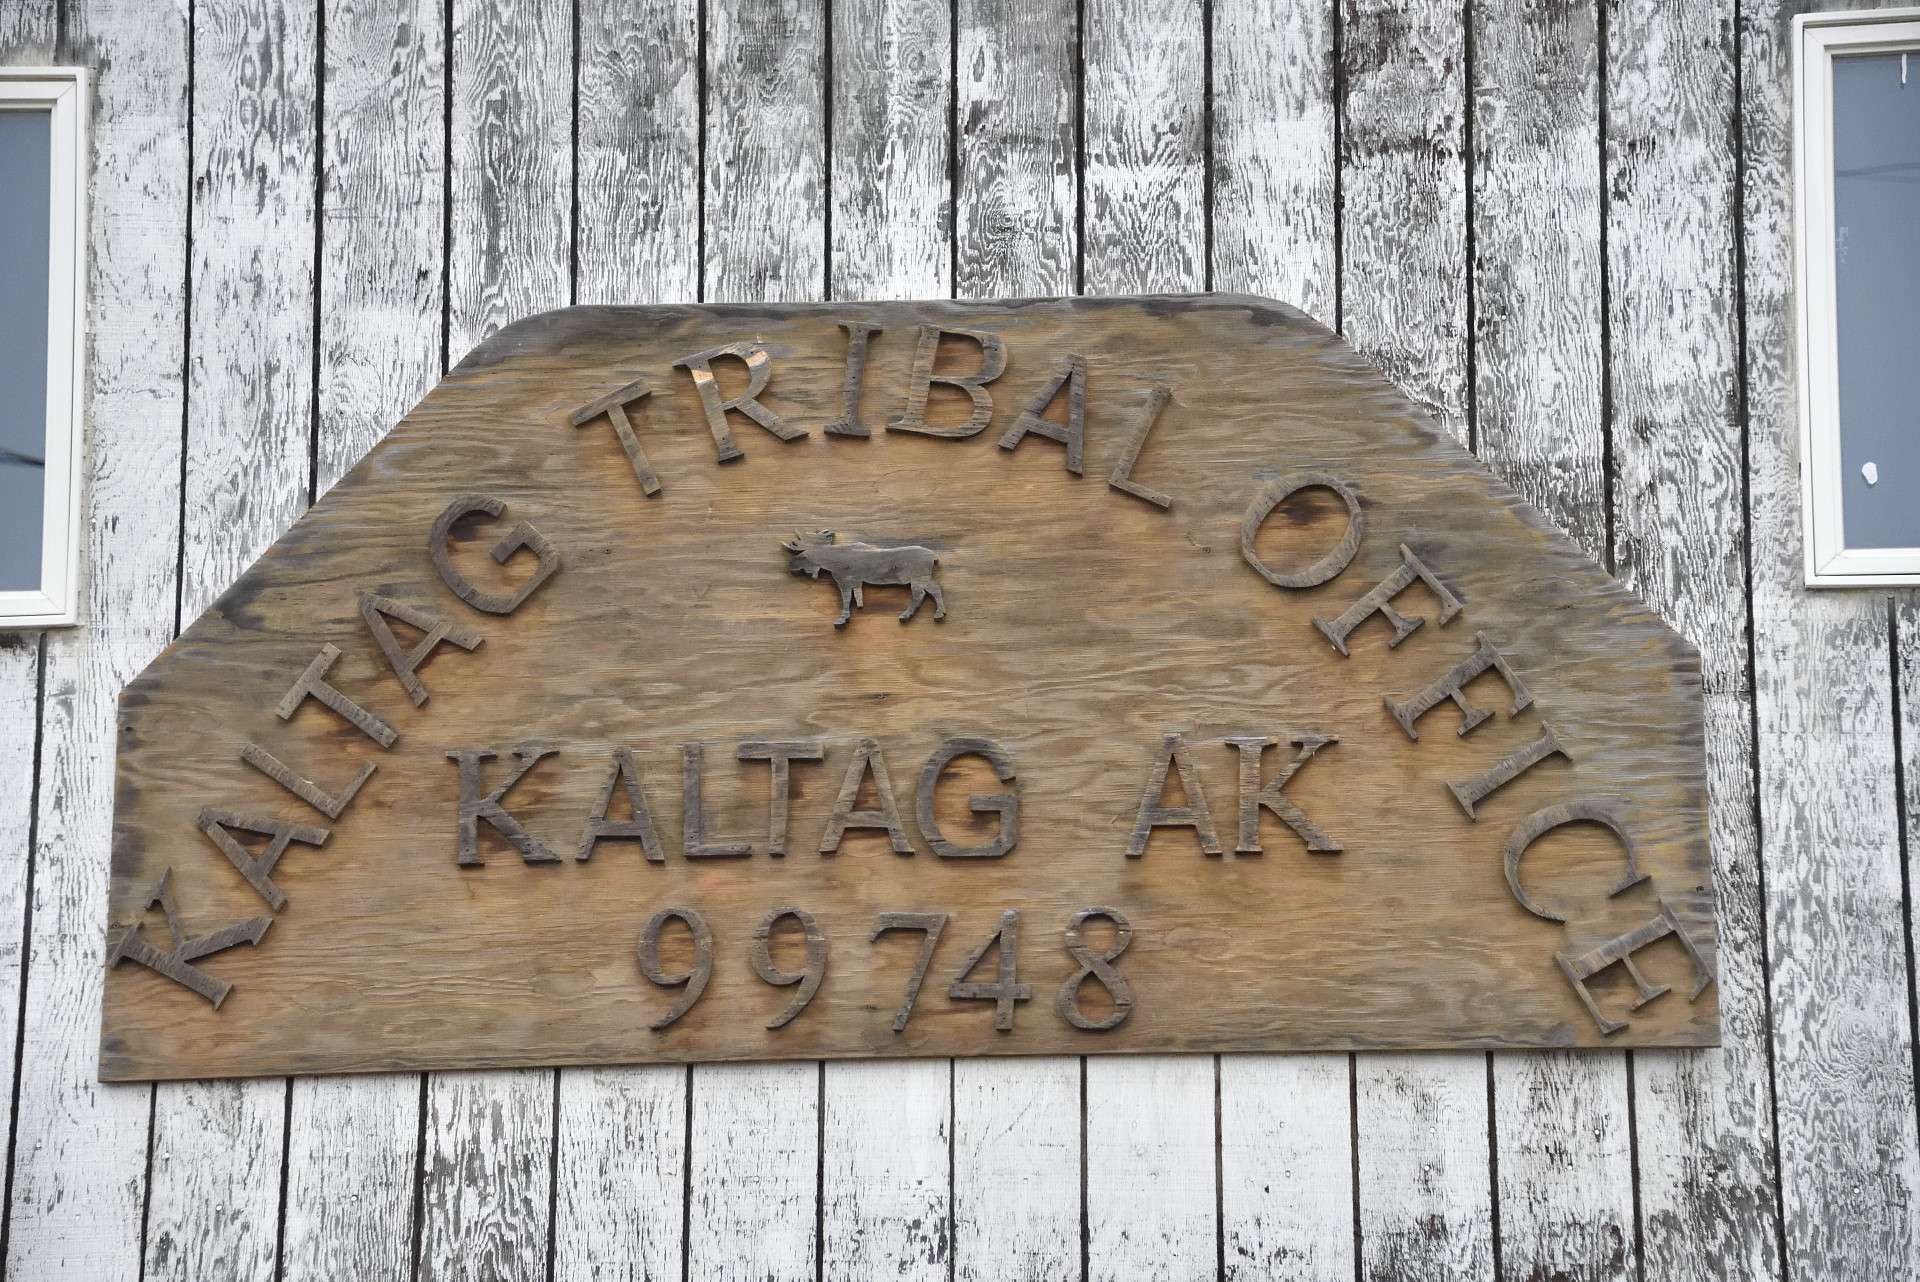 KALTAG TRIBAL OFFICE
KALTAG AK
99748